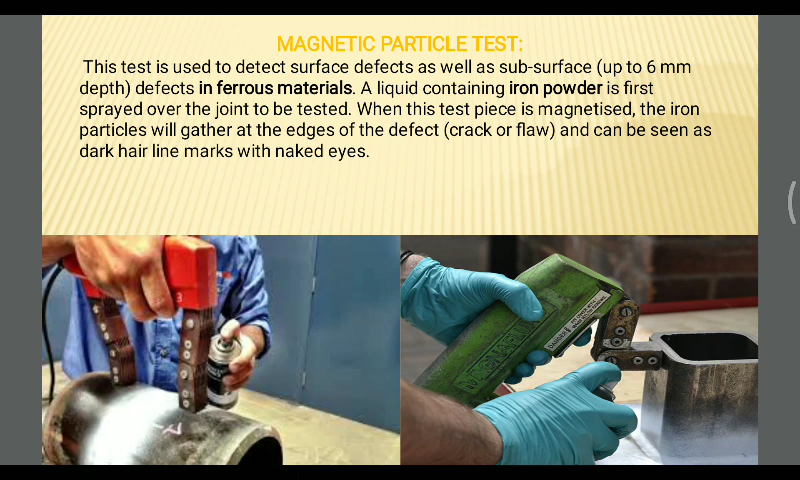 MAGNETIC PARTICLE TEST:
This test is used to detect surface defects as well as sub-surface (up to 6 mm
depth) defects in ferrous materials. A liquid containing iron powder is first
sprayed over the joint to be tested. When this test piece is magnetised, the iron
particles will gather at the edges of the defect (crack or flaw) and can be seen as
dark hair line marks with naked eyes.